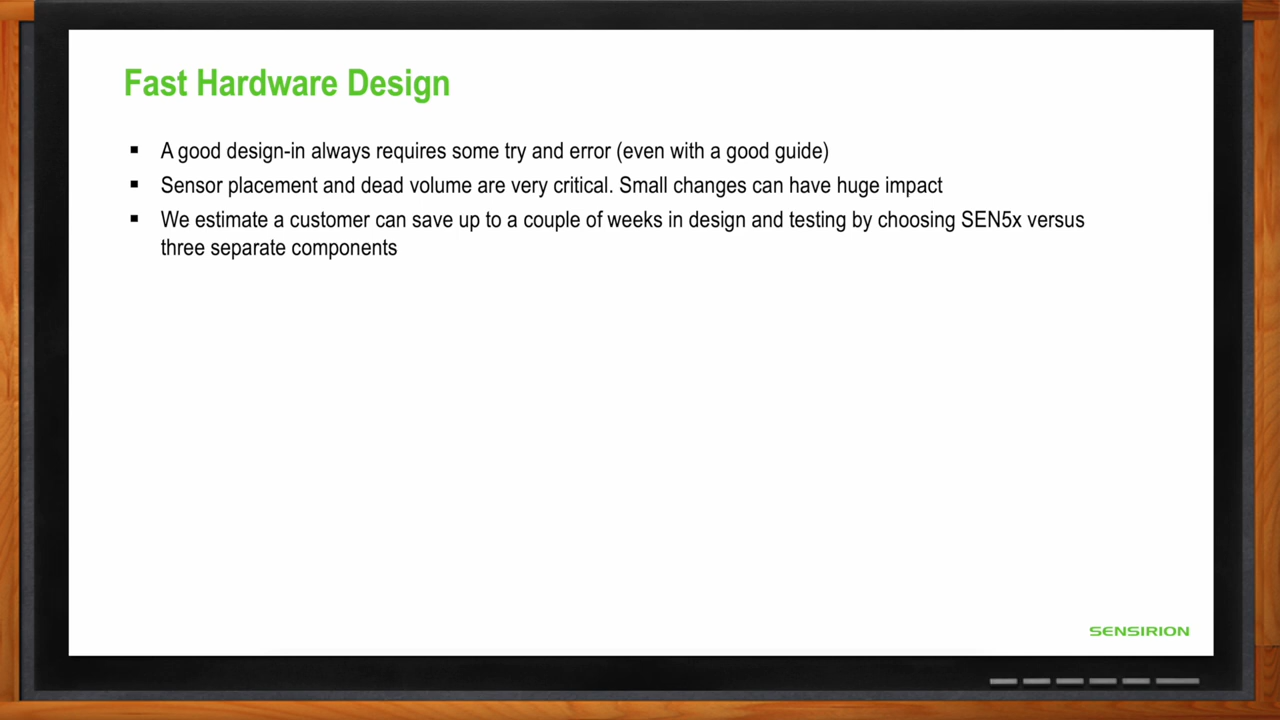 Fast Hardware Design
▪ A good design-in always requires some try and error (even with a good guide)
▪ Sensor placement and dead volume are very critical. Small changes can have huge impact
▪ We estimate a customer can save up to a couple of weeks in design and testing by choosing SEN5x versus
three separate components
SENSIRION